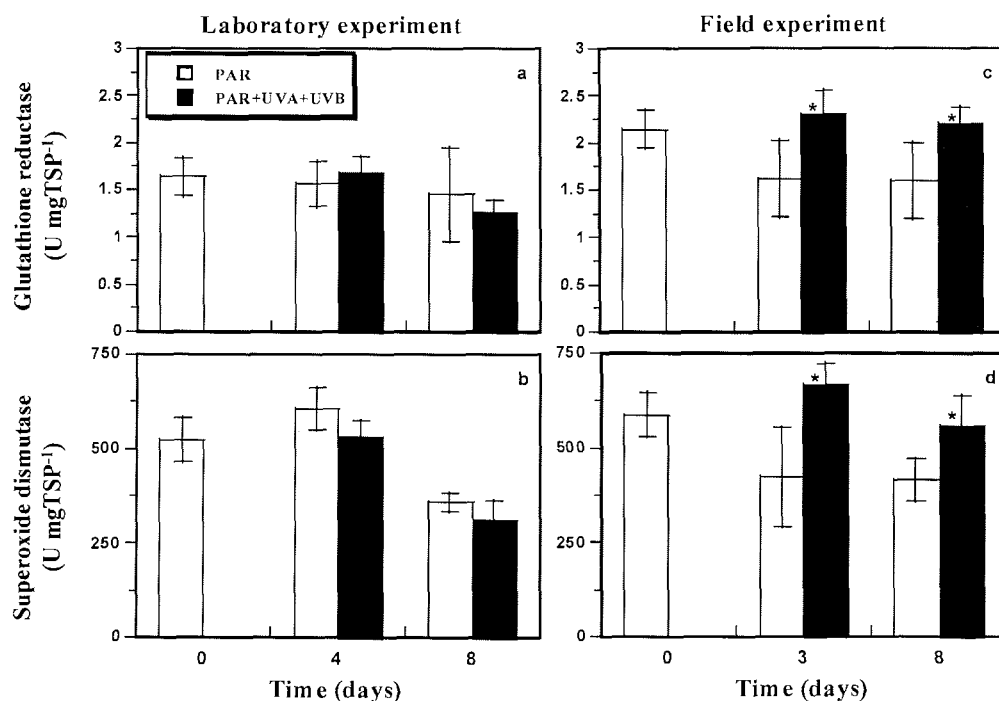 Laboratory experiment
Field experiment
Glutathione reductase
(U mgTSP-1)
3
2.5
2
1.5
1
0.5
0
PAR
PAR+UVA+UVB
a
3
2.5
2
1.5
1
0.5
0
*
*
c
Superoxide dismutase
(U mgTSP-1)
750
500
250
0
b
0
4
8
Time (days)
750
500
250
0
*
*
d
0
3
8
Time (days)